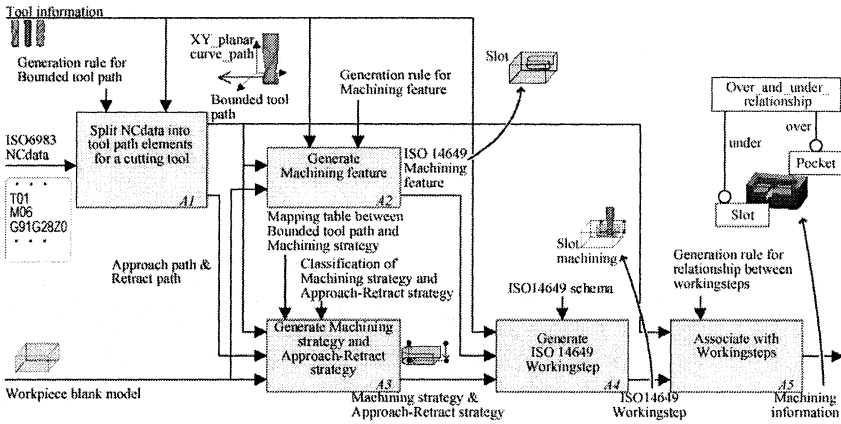 Tool information
Generation rule for
Bounded tool path
XY_planar
curve_path
Bounded tool
path
Generation rule for
Machining feature
Slot
Over_and_under_
relationship
under
over
Pocket
Slot
ISO6983
NCdata
• • •
T01
M06
G91G28Z0
• • •
Split NCdata into
tool path elements
for a cutting tool
A1
Generate
Machining feature
A2
ISO 14649
Machining
feature
Mapping table between
Bounded tool path and
Machining strategy
Approach path &
Retract path
Classification of
Machining strategy and
Approach-Retract strategy
Slot
machining
Generation rule for
relationship between
workingsteps
ISO14649 schema
Generate Machining
strategy and
Approach-Retract
strategy
A3
Generate
ISO 14649
Workingstep
A4
Associate with
Workingsteps
A5
Workpiece blank model
Machining strategy &
Approach-Retract strategy
ISO14649
Workingstep
Machining
information